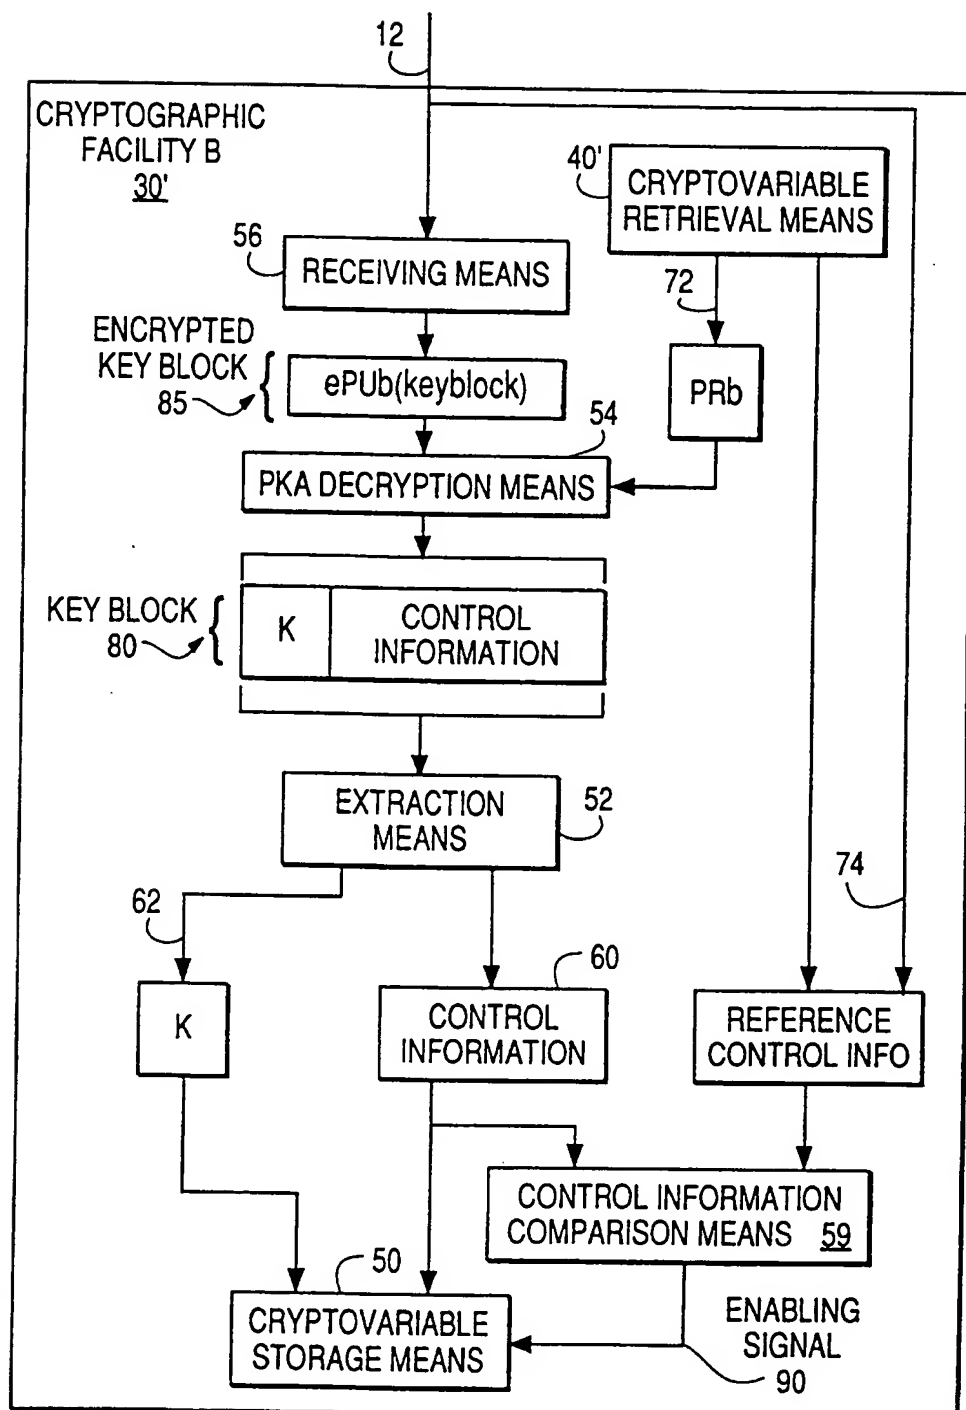 12
CRYPTOGRAPHIC
FACILITY B
30'
40'
CRYPTOVARIABLE
RETRIEVAL MEANS
56
RECEIVING MEANS
72
ENCRYPTED
KEY BLOCK
85
ePUb(keyblock)
PRb
54
PKA DECRYPTION MEANS
KEY BLOCK
80
K
CONTROL
INFORMATION
EXTRACTION
MEANS
52
74
62
60
K
CONTROL
INFORMATION
REFERENCE
CONTROL INFO
CONTROL INFORMATION
COMPARISON MEANS 59
50
CRYPTOVARIABLE
STORAGE MEANS
ENABLING
SIGNAL
90